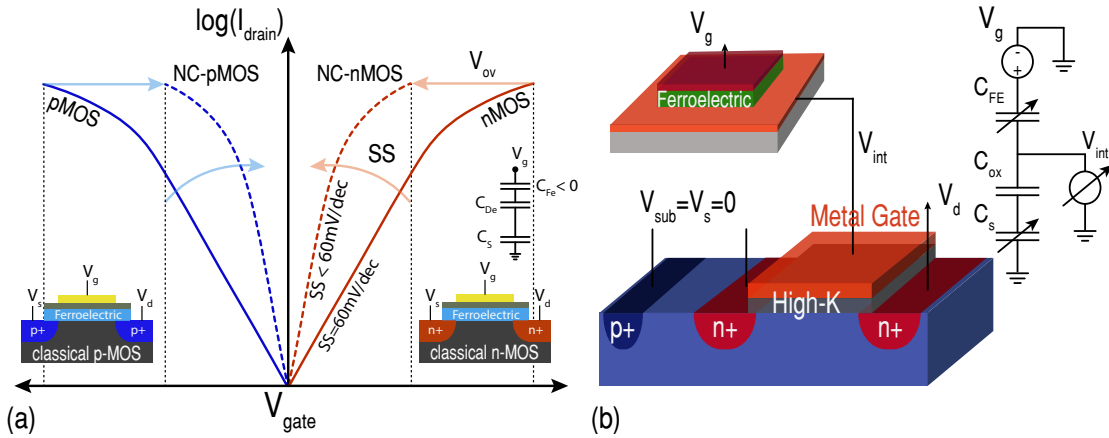 log(I_drain)
NC-pMOS
NC-nMOS
V_ov
pMOS
nMOS
SS
SS < 60mV/dec
SS=60mV/dec
V_g
C_Fe < 0
C_De
C_s
V_g
V_s
V_d
Ferroelectric
p+
p+
classical p-MOS
V_g
V_s
V_d
Ferroelectric
n+
n+
classical n-MOS
V_gate
(a)
V_g
Ferroelectric
V_int
V_sub=V_s=0
Metal Gate
V_d
High-K
p+
n+
n+
V_g
-
+
C_FE
V_int
C_ox
C_s
(b)